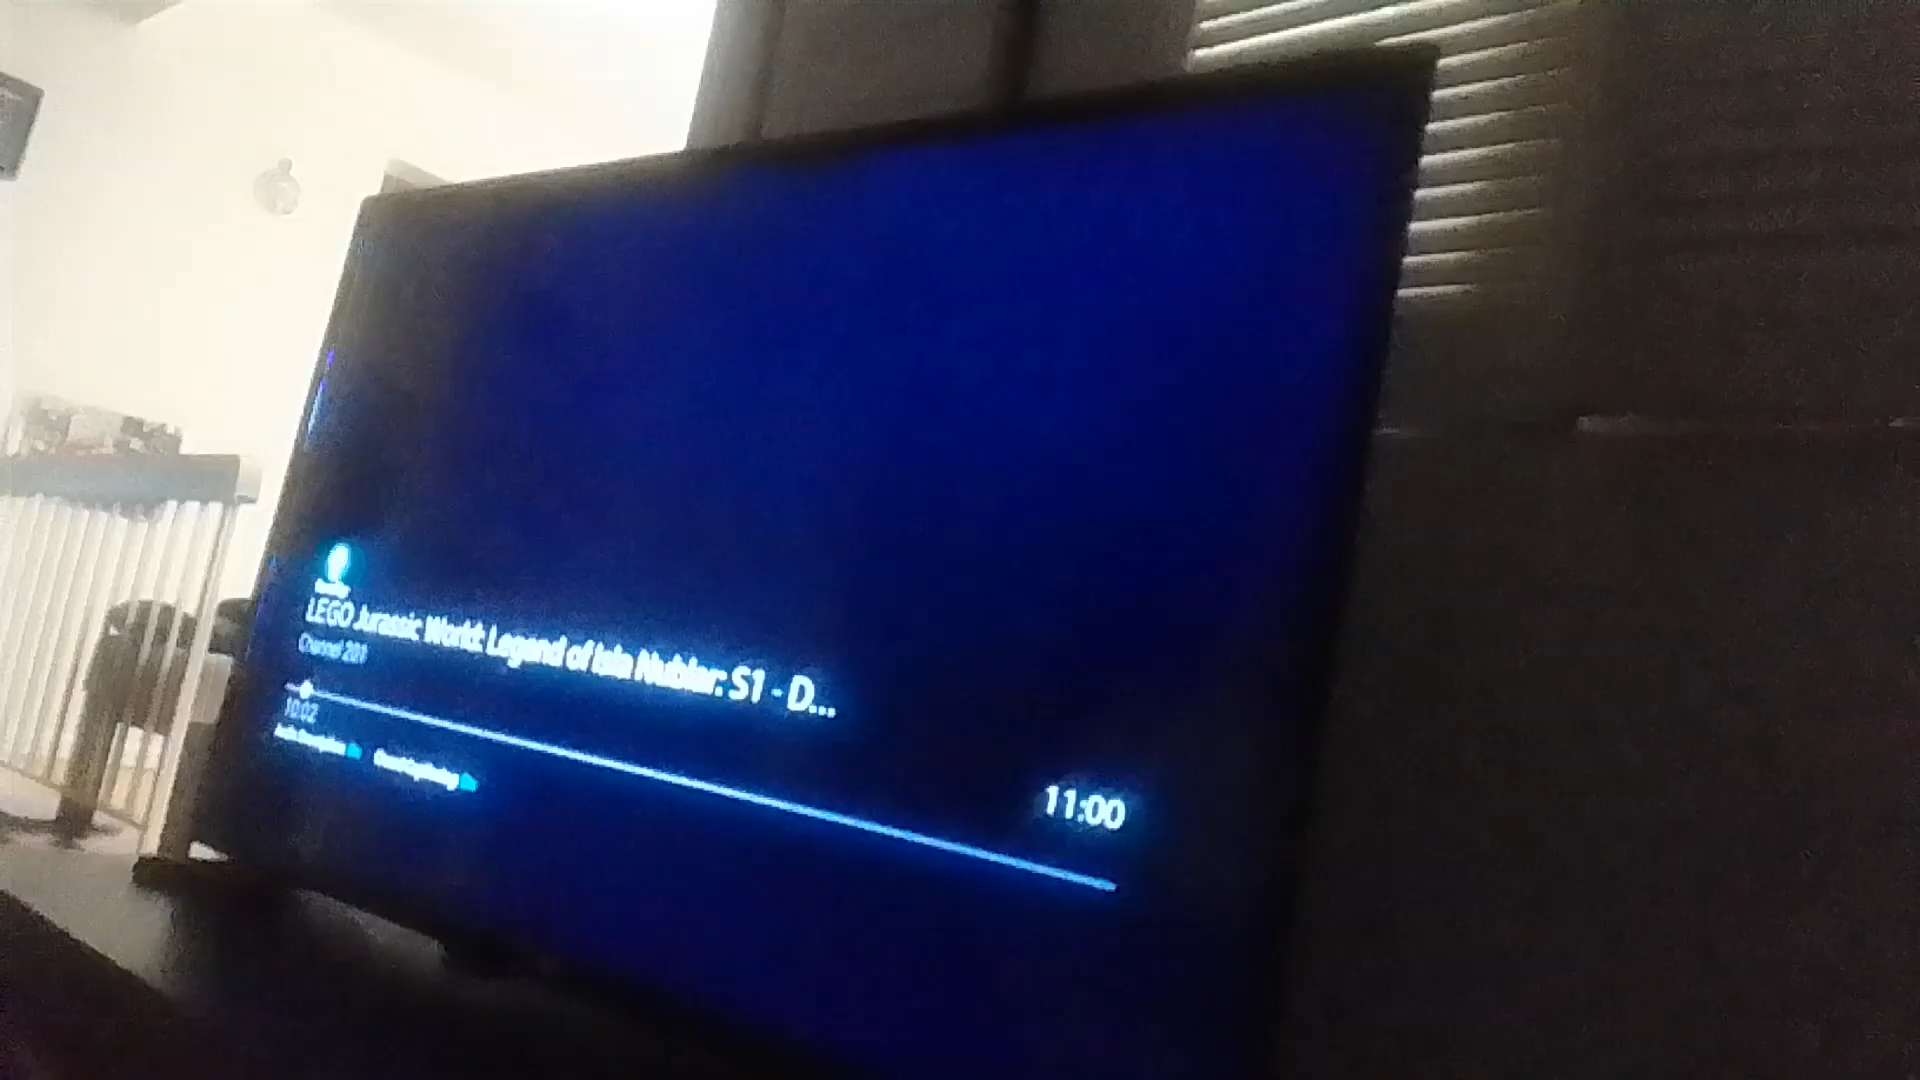 LEGO Jurassic World: Legend of Isla Nublar: S1 - D...
Channel 201
10:02
11:00